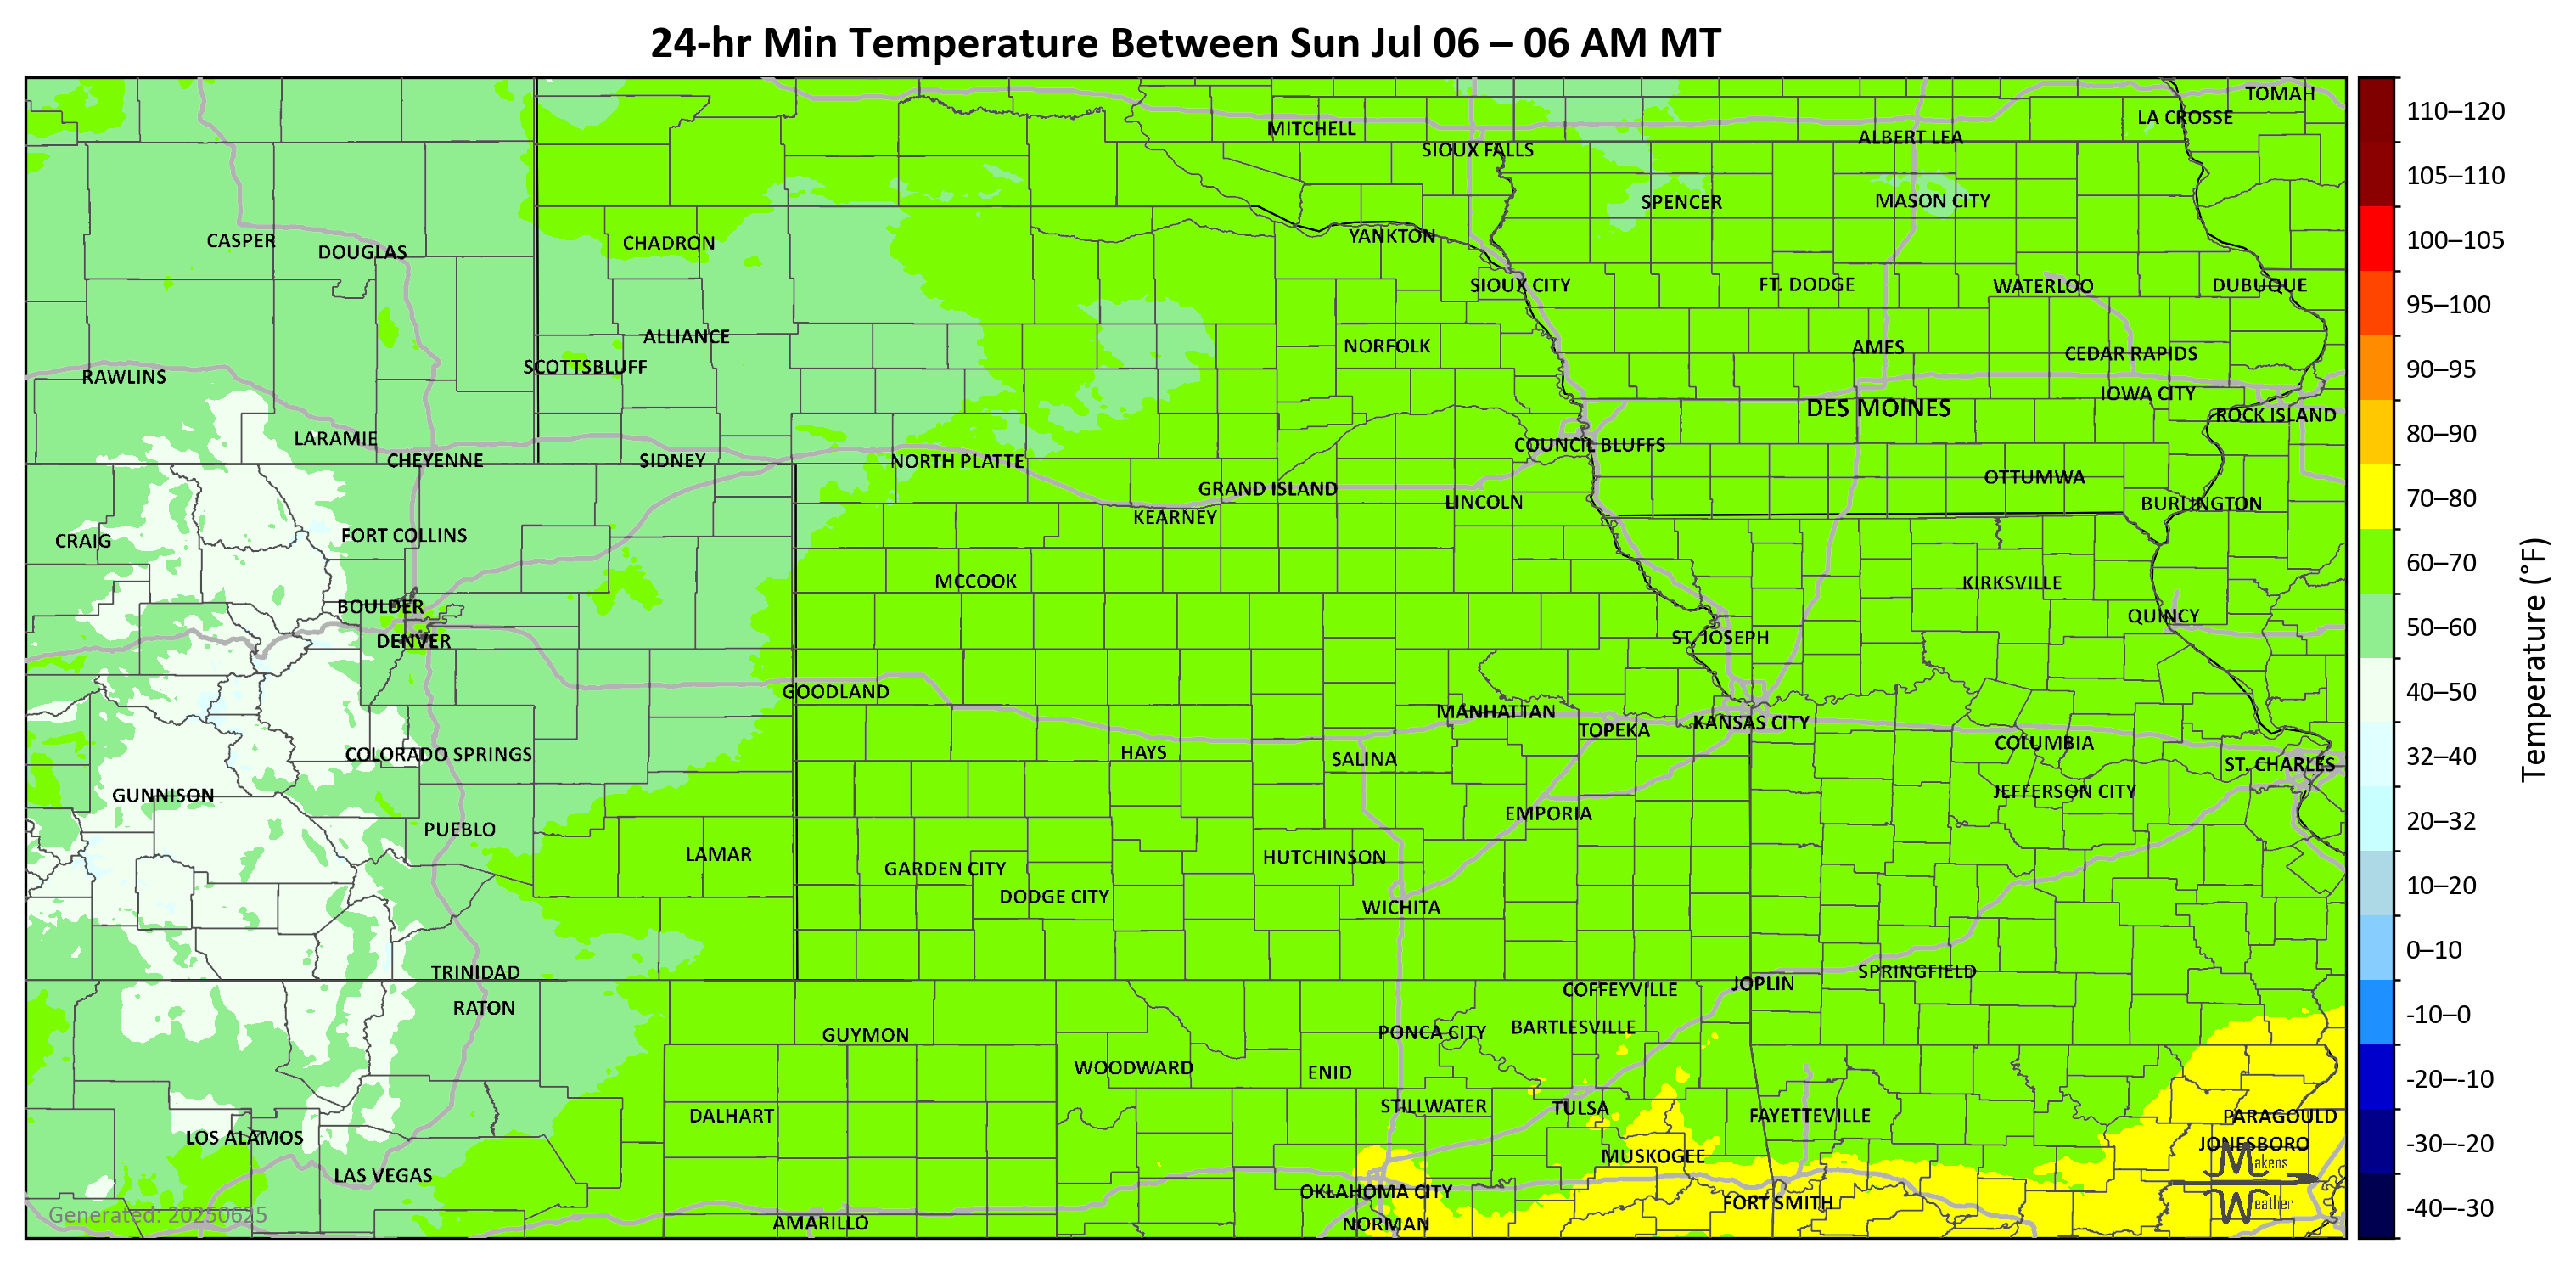 24-hr Min Temperature Between Sun Jul 06 – 06 AM MT
TOMAH
LA CROSSE
MITCHELL
ALBERT LEA
SIOUX FALLS
SPENCER
MASON CITY
CASPER
DOUGLAS
CHADRON
YANKTON
SIOUX CITY
FT. DODGE
WATERLOO
DUBUQUE
ALLIANCE
NORFOLK
AMES
CEDAR RAPIDS
SCOTTSBLUFF
RAWLINS
IOWA CITY
DES MOINES
ROCK ISLAND
LARAMIE
COUNCIL BLUFFS
CHEYENNE
SIDNEY
NORTH PLATTE
OTTUMWA
GRAND ISLAND
LINCOLN
BURLINGTON
KEARNEY
FORT COLLINS
CRAIG
MCCOOK
KIRKSVILLE
BOULDER
QUINCY
DENVER
ST. JOSEPH
GOODLAND
MANHATTAN
KANSAS CITY
TOPEKA
COLUMBIA
COLORADO SPRINGS
HAYS
SALINA
ST. CHARLES
GUNNISON
JEFFERSON CITY
EMPORIA
PUEBLO
LAMAR
HUTCHINSON
GARDEN CITY
DODGE CITY
WICHITA
TRINIDAD
SPRINGFIELD
JOPLIN
COFFEYVILLE
RATON
BARTLESVILLE
PONCA CITY
GUYMON
WOODWARD
ENID
STILLWATER
TULSA
DALHART
FAYETTEVILLE
PARAGOULD
LOS ALAMOS
JONESBORO
MUSKOGEE
LAS VEGAS
OKLAHOMA CITY
FORT SMITH
AMARILLO
NORMAN
Generated: 20250625
Makens
Weather
110–120
105–110
100–105
95–100
90–95
80–90
70–80
60–70
50–60
40–50
32–40
20–32
10–20
0–10
-10–0
-20–-10
-30–-20
-40–-30
Temperature (°F)